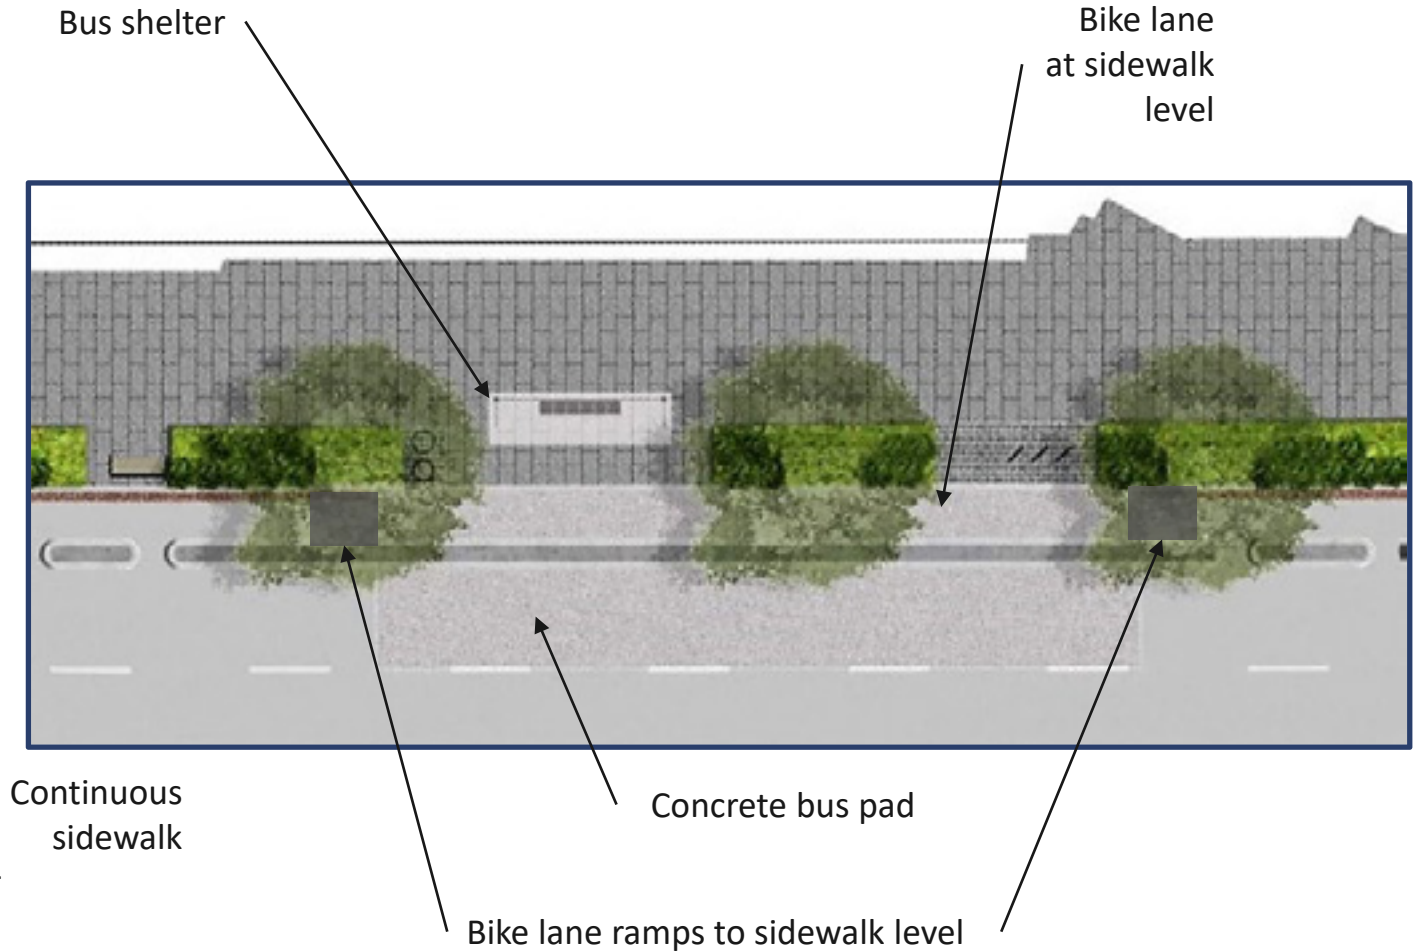 Bus shelter
Bike lane
at sidewalk
level
Continuous
sidewalk
Concrete bus pad
Bike lane ramps to sidewalk level